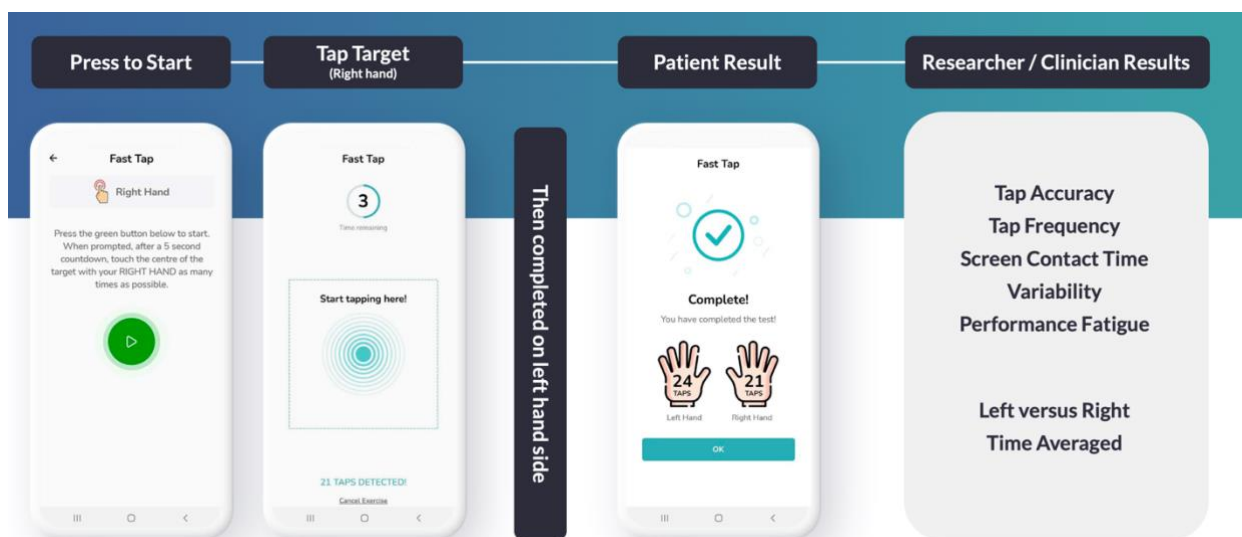 Press to Start
Tap Target
(Right hand)
Patient Result
Researcher / Clinician Results
Fast Tap
Right Hand
Press the green button below to start.
When prompted, after a 5 second
countdown, touch the centre of the
target with your RIGHT HAND as many
times as possible.
Fast Tap
3
Time remaining
Start tapping here!
21 TAPS DETECTED!
Cancel Exercise
Then completed on left hand side
Fast Tap
Complete!
You have completed the test!
24
TAPS
21
TAPS
Left Hand
Right Hand
OK
Tap Accuracy
Tap Frequency
Screen Contact Time
Variability
Performance Fatigue
Left versus Right
Time Averaged